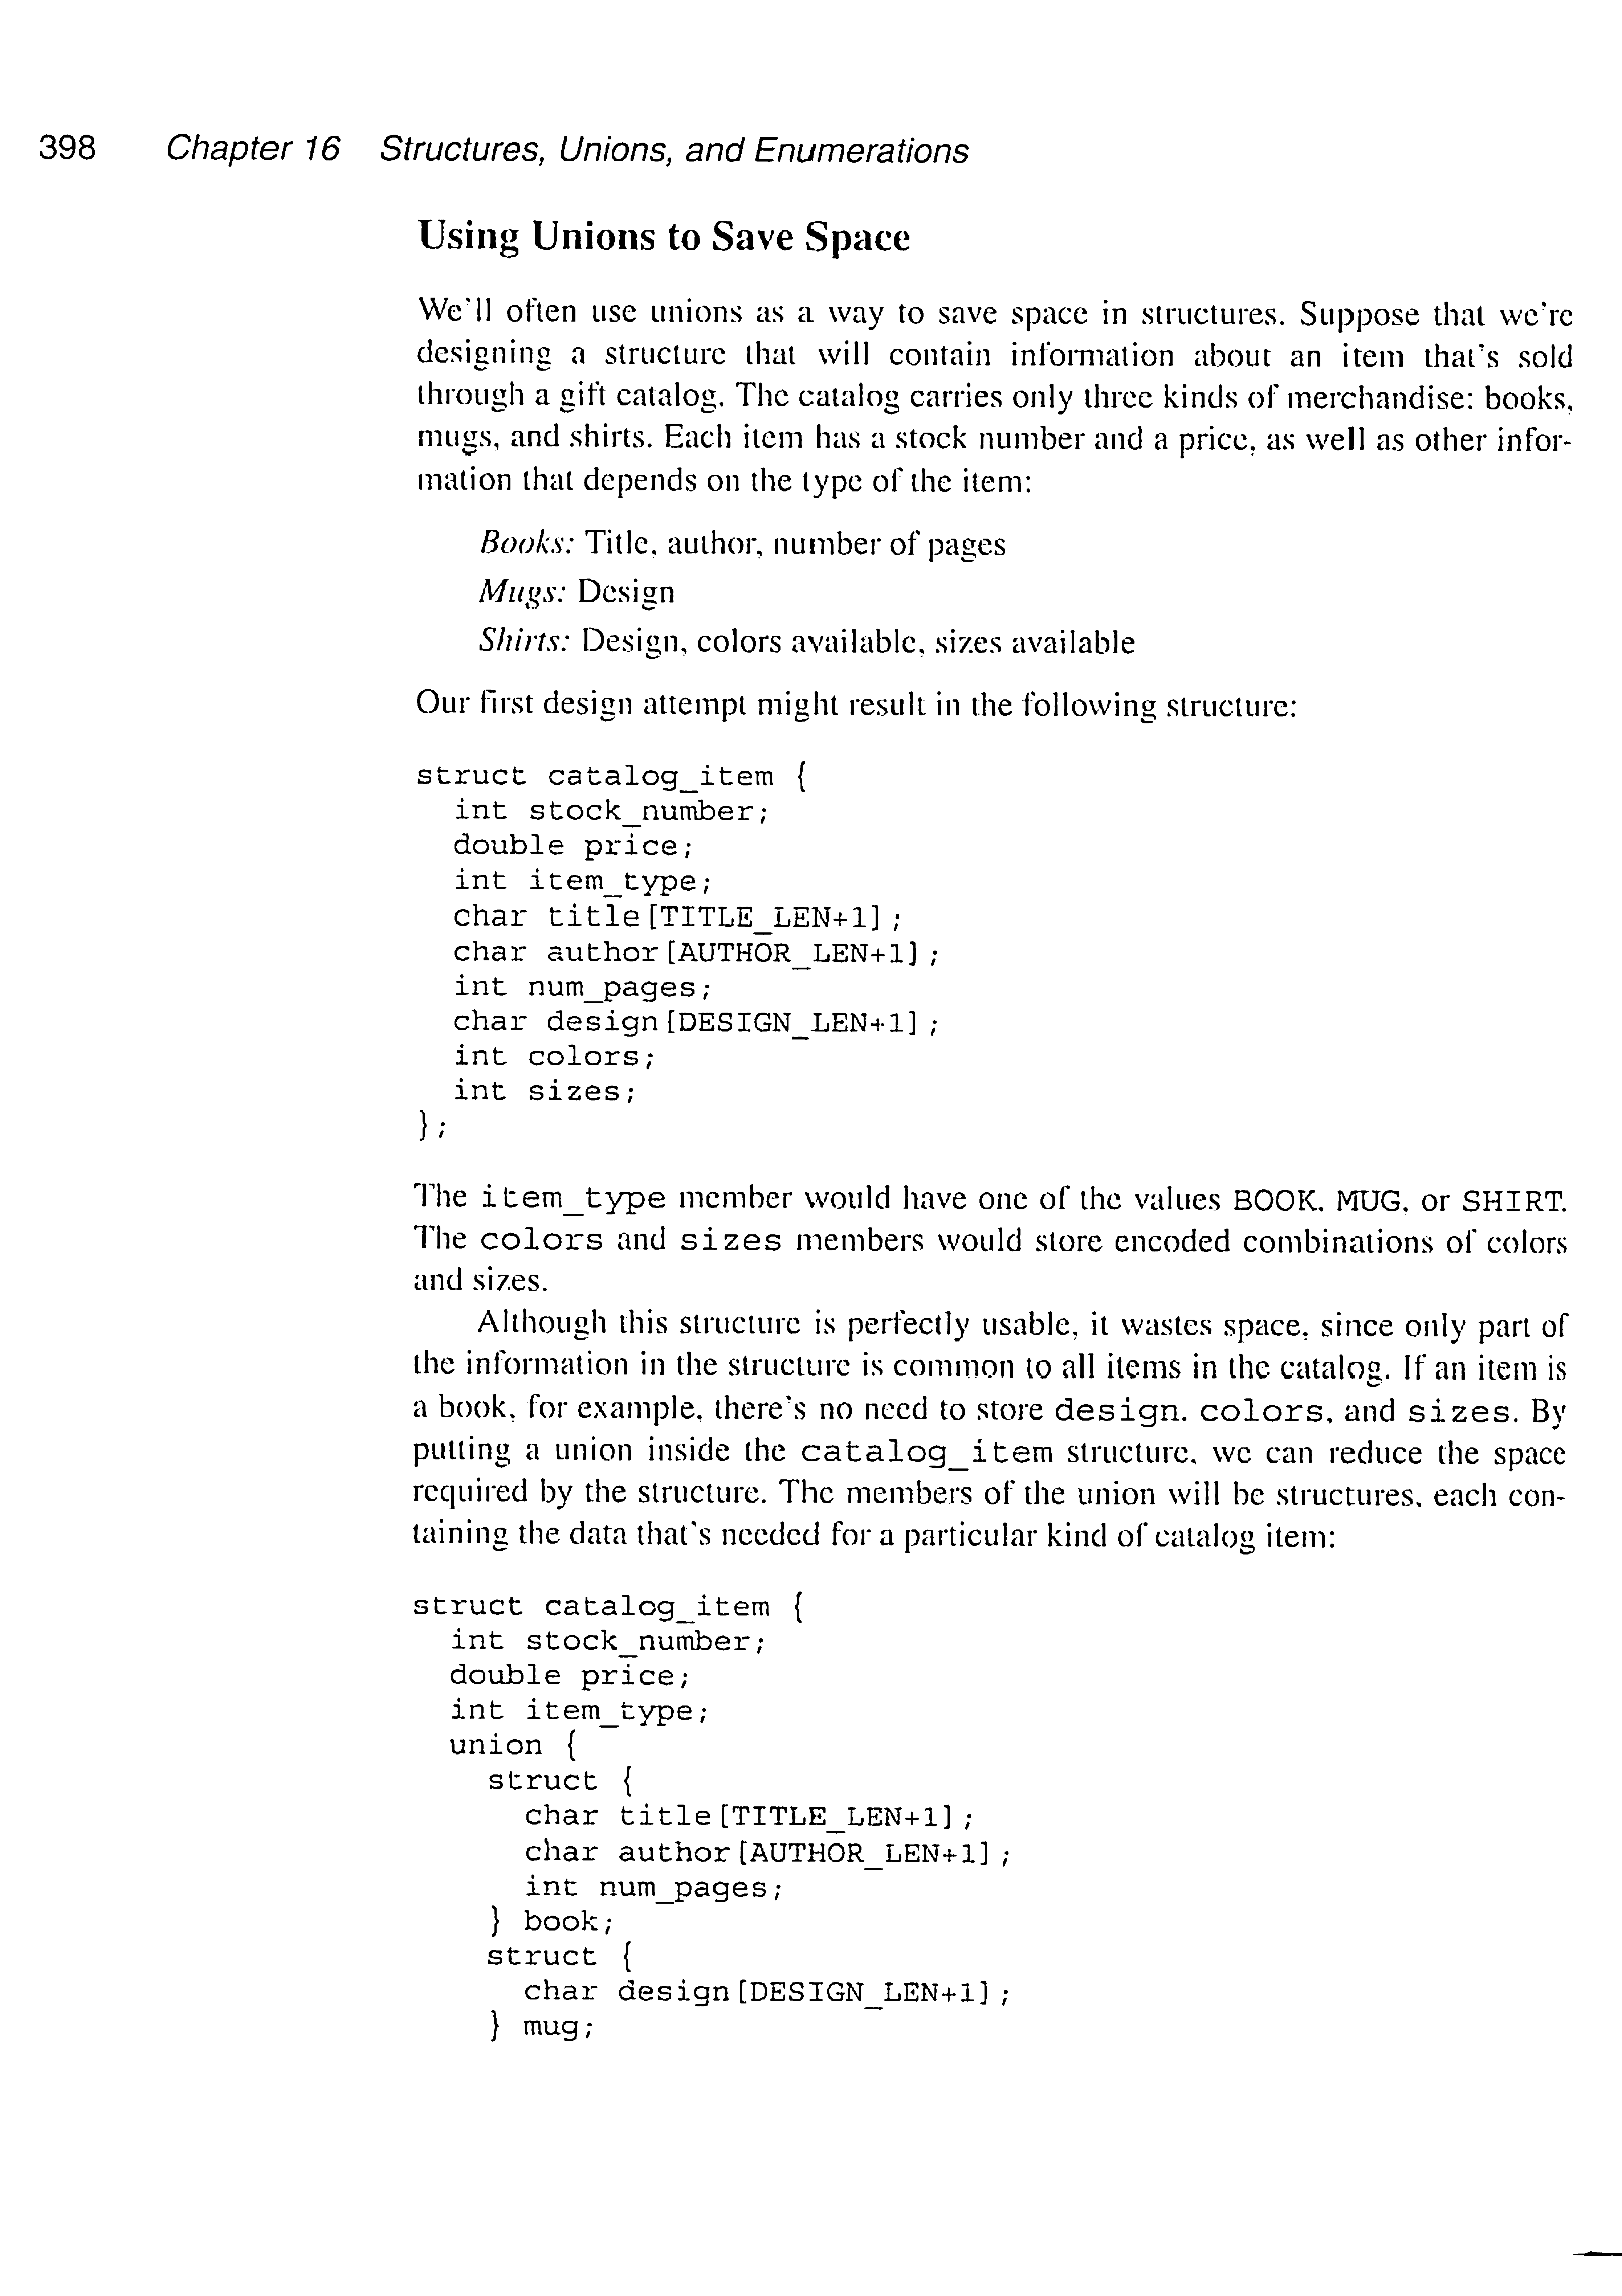 398 Chapter 16 Structures, Unions, and Enumerations
Using Unions to Save Space
We'll often use unions as a way to save space in structures. Suppose that we're
designing a structure that will contain information about an item that's sold
through a gift catalog. The catalog carries only three kinds of merchandise: books,
mugs, and shirts. Each item has a stock number and a price, as well as other infor-
mation that depends on the type of the item:
Books: Title, author, number of pages
Mugs: Design
Shirts: Design, colors available, sizes available
Our first design attempt might result in the following structure:
struct catalog_item {
  int stock_number;
  double price;
  int item_type;
  char title[TITLE_LEN+1];
  char author[AUTHOR_LEN+1];
  int num_pages;
  char design[DESIGN_LEN+1];
  int colors;
  int sizes;
};
The item_type member would have one of the values BOOK, MUG, or SHIRT.
The colors and sizes members would store encoded combinations of colors
and sizes.
Although this structure is perfectly usable, it wastes space, since only part of
the information in the structure is common to all items in the catalog. If an item is
a book, for example, there's no need to store design, colors, and sizes. By
putting a union inside the catalog_item structure, we can reduce the space
required by the structure. The members of the union will be structures, each con-
taining the data that's needed for a particular kind of catalog item:
struct catalog_item {
  int stock_number;
  double price;
  int item_type;
  union {
    struct {
      char title[TITLE_LEN+1];
      char author[AUTHOR_LEN+1];
      int num_pages;
    } book;
    struct {
      char design[DESIGN_LEN+1];
    } mug;